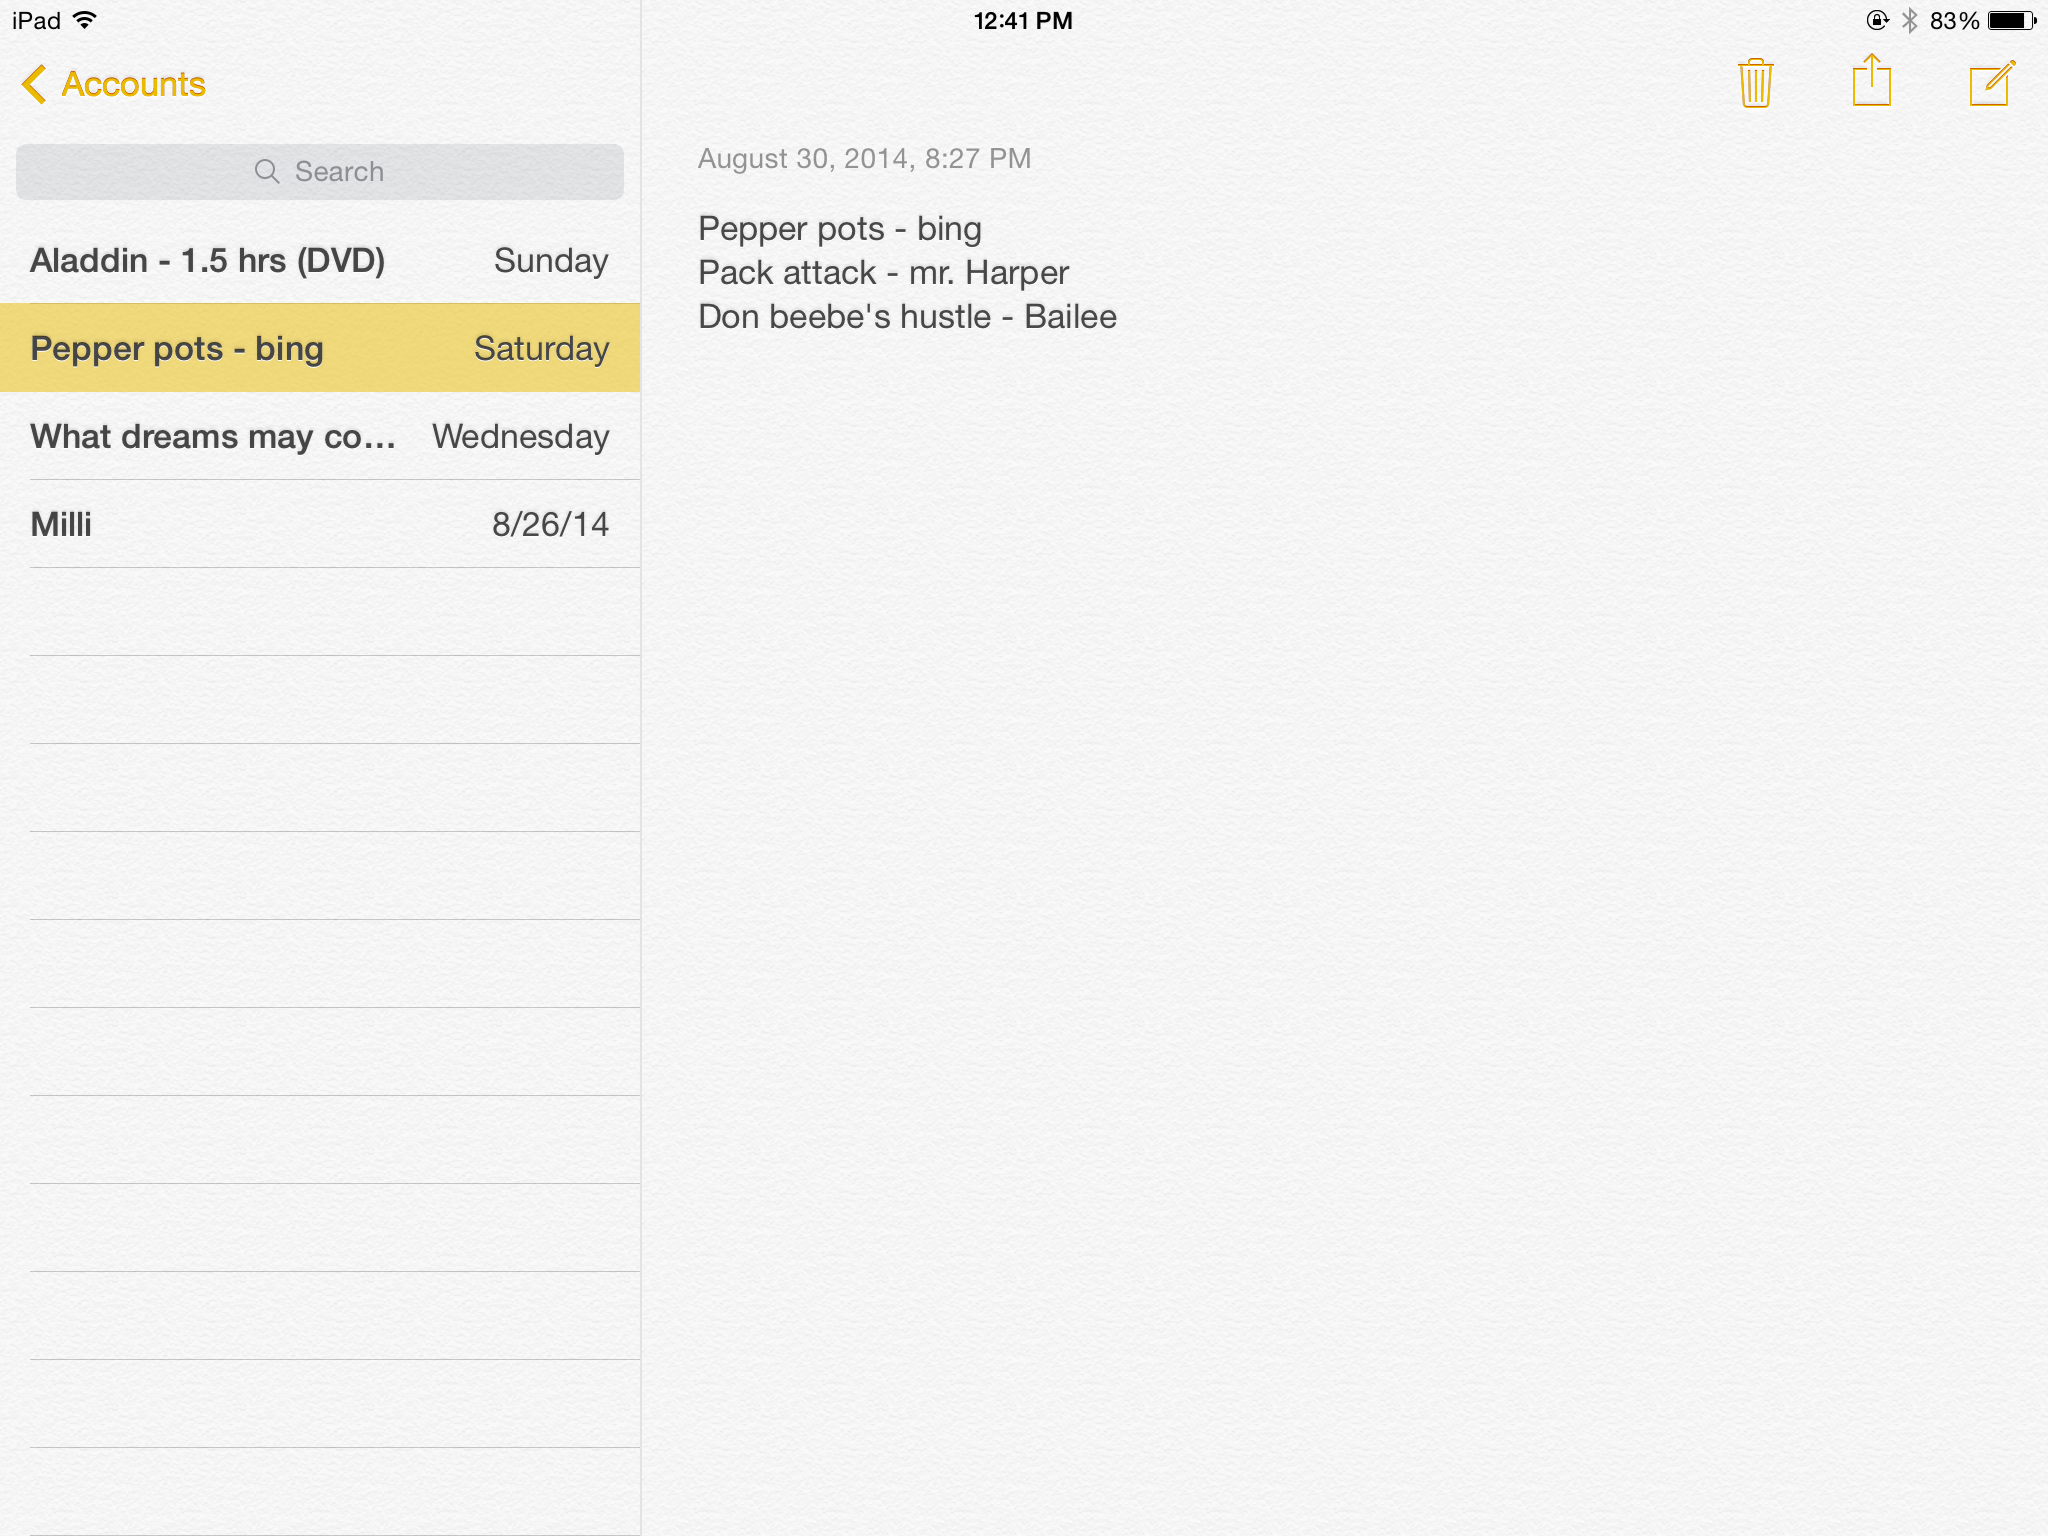 iPad
12:41 PM
83%
Accounts
Search
Aladdin - 1.5 hrs (DVD) Sunday
Pepper pots - bing Saturday
What dreams may co... Wednesday
Milli 8/26/14
August 30, 2014, 8:27 PM
Pepper pots - bing
Pack attack - mr. Harper
Don beebe's hustle - Bailee